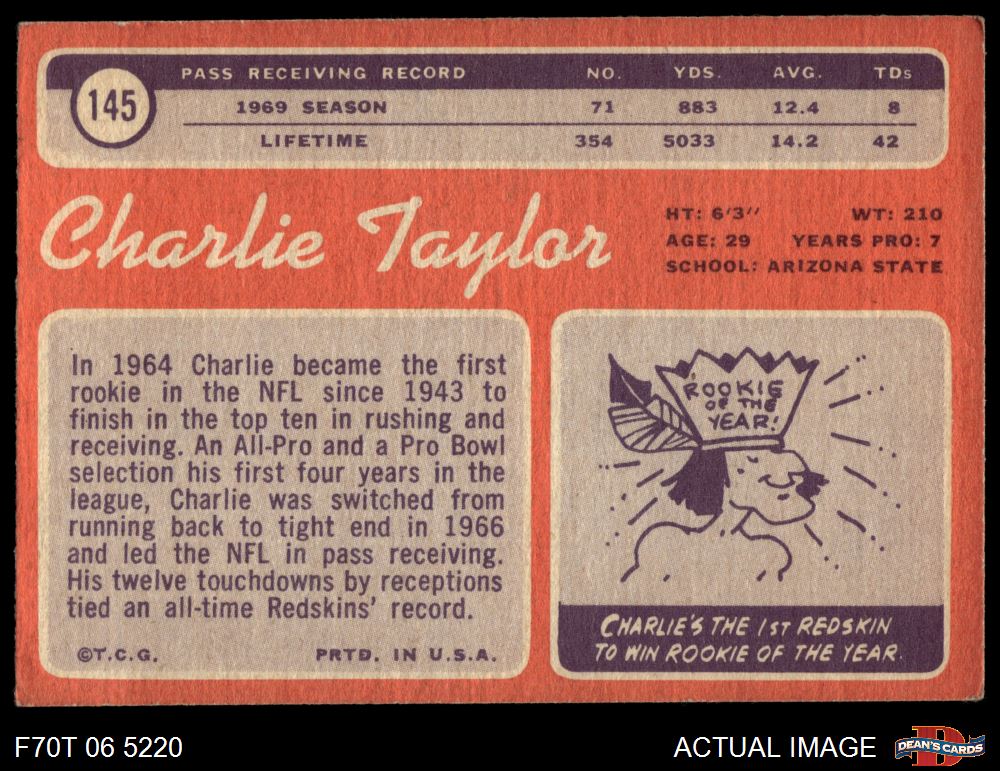 145
PASS RECEIVING RECORD NO. YDS. AVG. TDs
1969 SEASON 71 883 12.4 8
LIFETIME 354 5033 14.2 42
Charlie Taylor
HT: 6'3" WT: 210
AGE: 29 YEARS PRO: 7
SCHOOL: ARIZONA STATE
In 1964 Charlie became the first
rookie in the NFL since 1943 to
finish in the top ten in rushing and
receiving. An All-Pro and a Pro Bowl
selection his first four years in the
league, Charlie was switched from
running back to tight end in 1966
and led the NFL in pass receiving.
His twelve touchdowns by receptions
tied an all-time Redskins' record.
©T.C.G. PRTD. IN U.S.A.
ROOKIE
OF THE
YEAR!
CHARLIE'S THE 1ST REDSKIN
TO WIN ROOKIE OF THE YEAR.
F70T 06 5220
ACTUAL IMAGE
D
DEAN'S CARDS